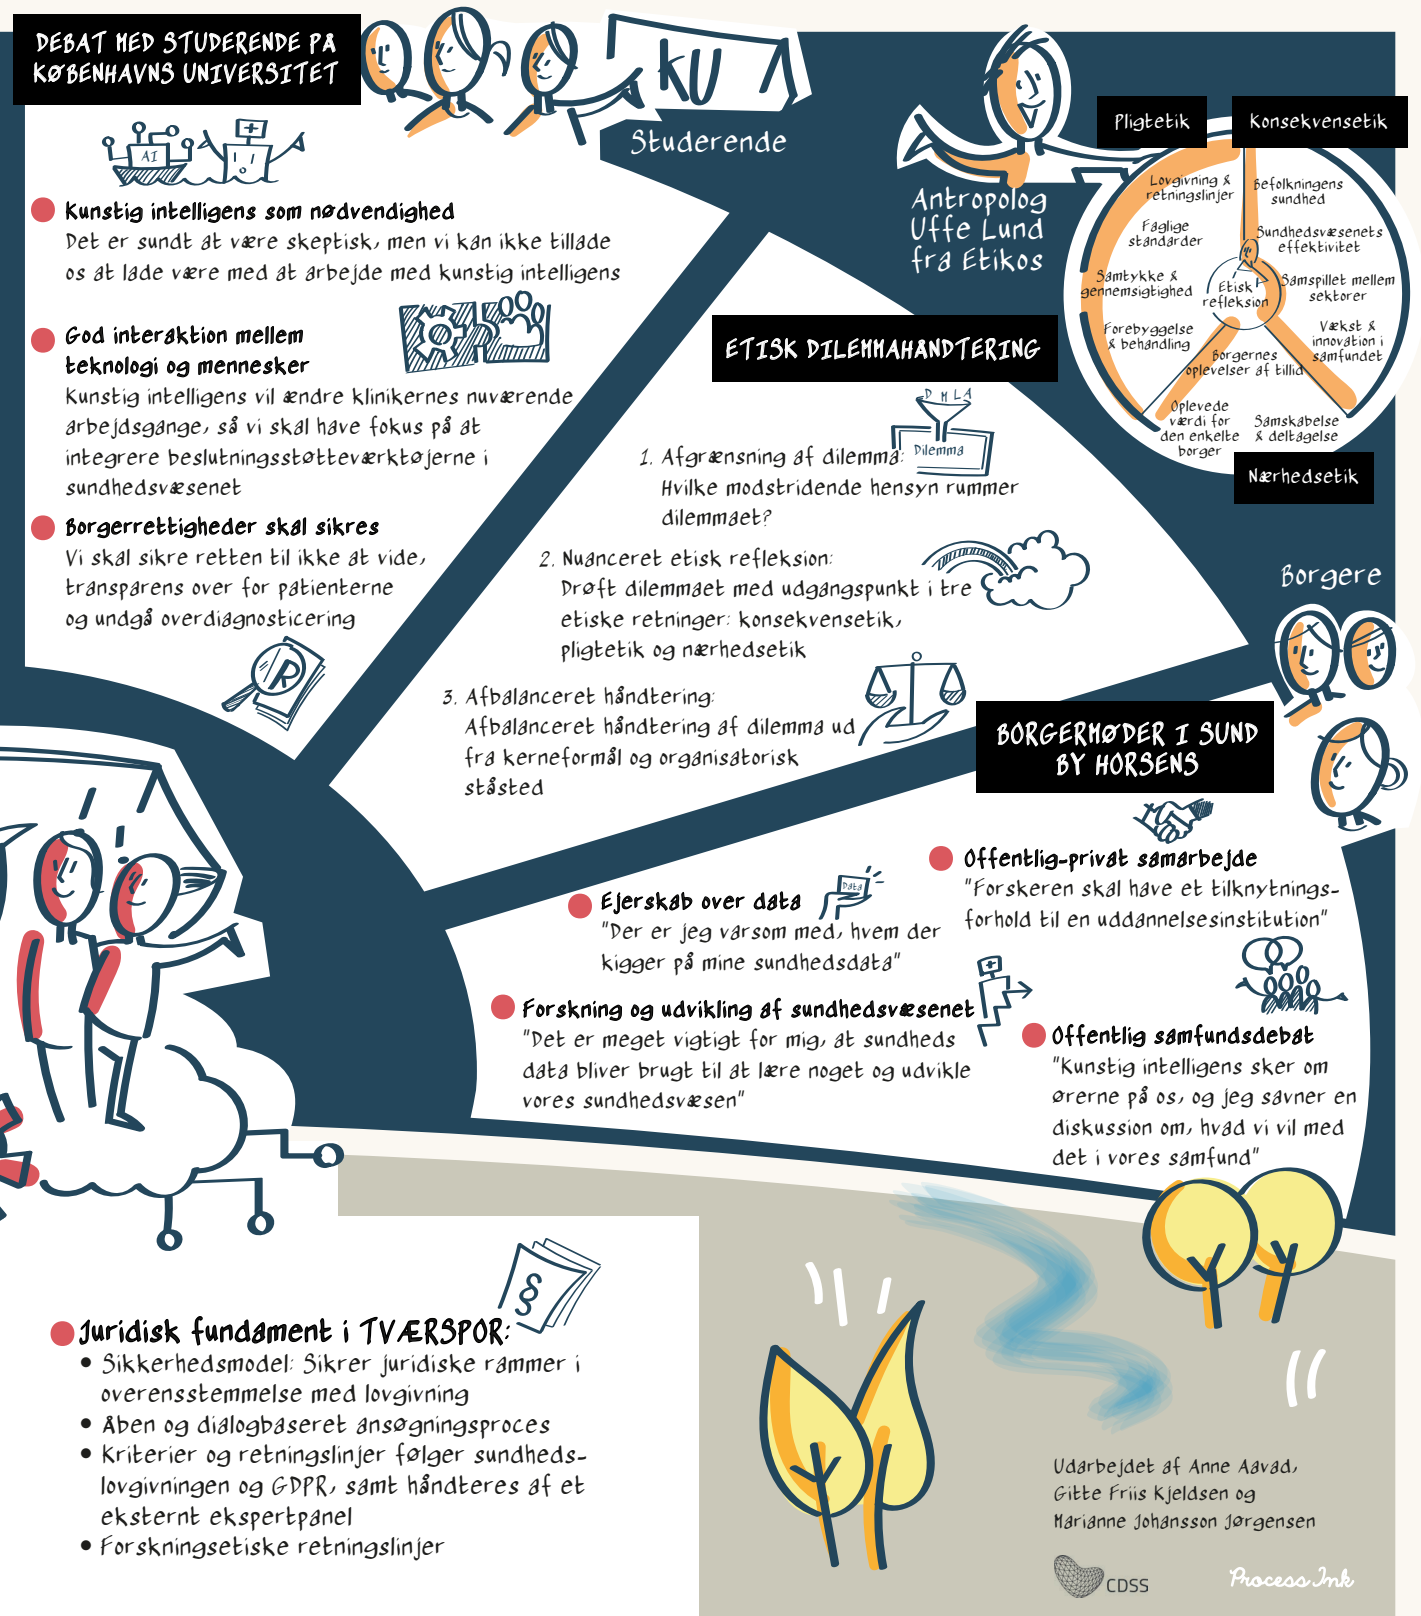 DEBAT MED STUDERENDE PÅ
KØBENHAVNS UNIVERSITET
KU
Studerende
AI
Kunstig intelligens som nødvendighed
Det er sundt at være skeptisk, men vi kan ikke tillade
os at lade være med at arbejde med kunstig intelligens
God interaktion mellem
teknologi og mennesker
Kunstig intelligens vil ændre klinikernes nuværende
arbejdsgange, så vi skal have fokus på at
integrere beslutningsstøtteværktøjerne i
sundhedsvæsenet
Borgerrettigheder skal sikres
Vi skal sikre retten til ikke at vide,
transparens over for patienterne
og undgå overdiagnosticering
R
Antropolog
Uffe Lund
fra Etikos
Pligtetik
Konsekvensetik
Lovgivning &
retningslinjer
Faglige
standarder
Samtykke &
gennemsigtighed
Forebyggelse
& behandling
Befolkningens
sundhed
Sundhedsvæsenets
effektivitet
Samspillet mellem
sektorer
Vækst &
innovation i
samfundet
Etisk
refleksion
Borgernes
oplevelser af tillid
Oplevede
værdi for
den enkelte
borger
Samskabelse
& deltagelse
Nærhedsetik
ETISK DILEMMAHÅNDTERING
D M L A
Dilemma
1. Afgrænsning af dilemma:
Hvilke modstridende hensyn rummer
dilemmaet?
2. Nuanceret etisk refleksion:
Drøft dilemmaet med udgangspunkt i tre
etiske retninger: konsekvensetik,
pligtetik og nærhedsetik
3. Afbalanceret håndtering:
Afbalanceret håndtering af dilemma ud
fra kerneformål og organisatorisk
ståsted
Borgere
BORGERMØDER I SUND
BY HORSENS
Offentlig-privat samarbejde
"Forskeren skal have et tilknytnings-
forhold til en uddannelsesinstitution"
Ejerskab over data
Data
"Der er jeg varsom med, hvem der
kigger på mine sundhedsdata"
Forskning og udvikling af sundhedsvæsenet
"Det er meget vigtigt for mig, at sundheds
data bliver brugt til at lære noget og udvikle
vores sundhedsvæsen"
Offentlig samfundsdebat
"Kunstig intelligens sker om
ørerne på os, og jeg savner en
diskussion om, hvad vi vil med
det i vores samfund"
§
Juridisk fundament i TVÆRSPOR:
• Sikkerhedsmodel: Sikrer juridiske rammer i
overensstemmelse med lovgivning
• Åben og dialogbaseret ansøgningsproces
• Kriterier og retningslinjer følger sundheds-
lovgivningen og GDPR, samt håndteres af et
eksternt ekspertpanel
• Forskningsetiske retningslinjer
Udarbejdet af Anne Aavad,
Gitte Friis Kjeldsen og
Marianne Johansson Jørgensen
CDSS
Process Ink